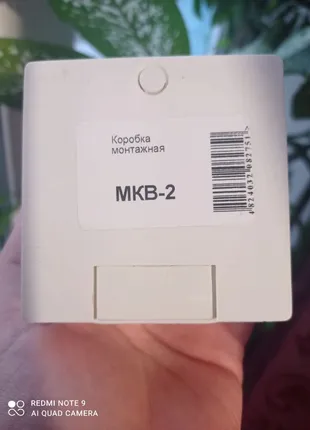 Коробка
монтажная
МКВ-2
REDMI NOTE 9
AI QUAD CAMERA